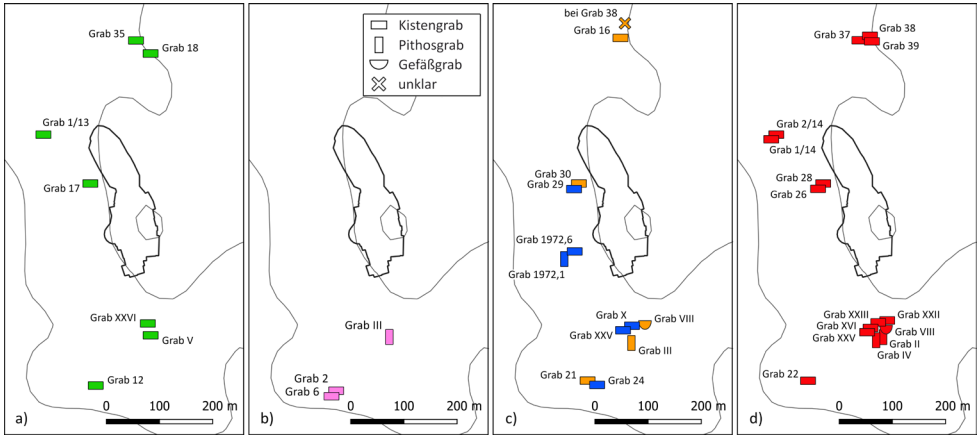 Grab 35
Grab 18
Grab 1/13
Grab 17
Grab XXVI
Grab V
Grab 12
a)
0 100 200 m
Kistengrab
Pithosgrab
Gefäßgrab
unklar
Grab III
Grab 2
Grab 6
b)
0 100 200 m
bei Grab 38
Grab 16
Grab 30
Grab 29
Grab 1972,6
Grab 1972,1
Grab X
Grab VIII
Grab XXV
Grab III
Grab 21
Grab 24
c)
0 100 200 m
Grab 38
Grab 37
Grab 39
Grab 2/14
Grab 1/14
Grab 28
Grab 26
Grab XXIII
Grab XXII
Grab XVI
Grab VIII
Grab XXV
Grab II
Grab IV
Grab 22
d)
0 100 200 m